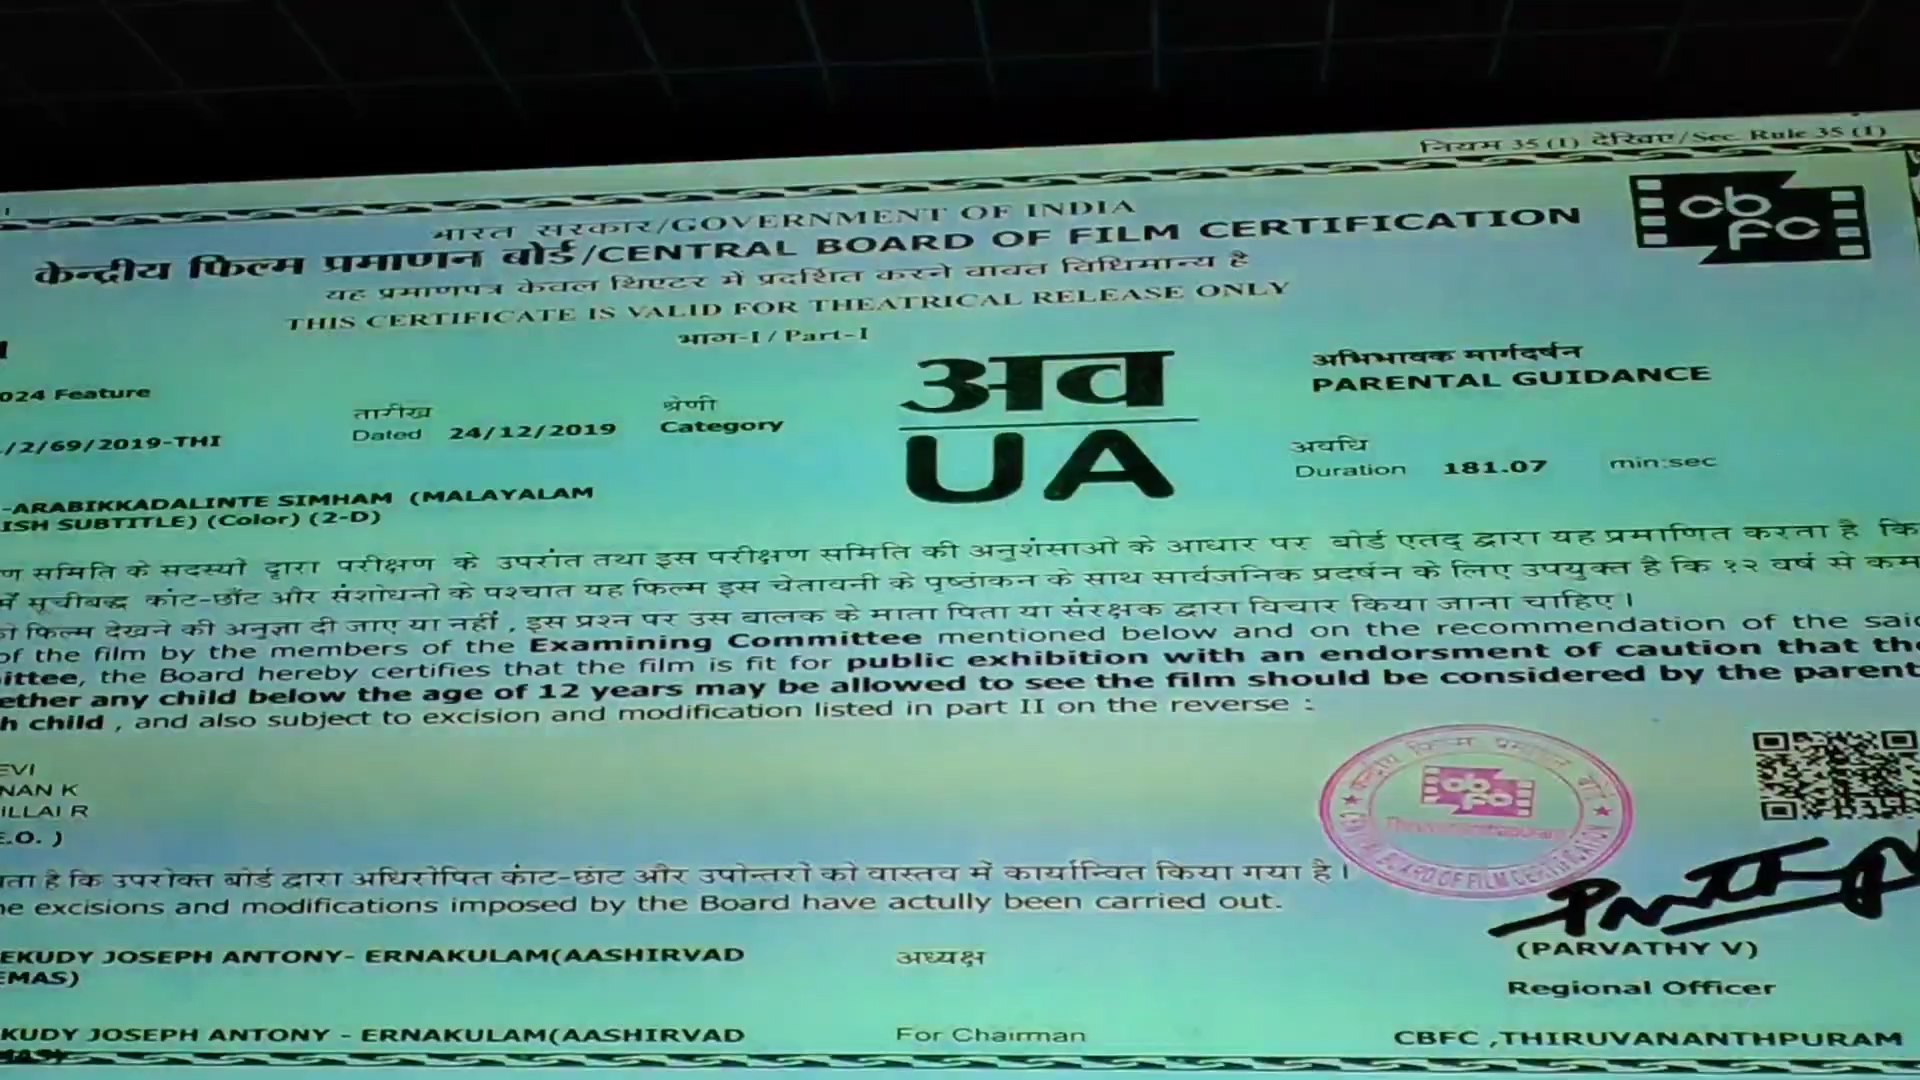 नियम 35 (1) देखिए/Sec. Rule 35 (1)
भारत सरकार/GOVERNMENT OF INDIA
केन्द्रीय फिल्म प्रमाणन बोर्ड/CENTRAL BOARD OF FILM CERTIFICATION
cbfc
यह प्रमाणपत्र केवल थिएटर में प्रदर्शित करने बाबत विधिमान्य है
THIS CERTIFICATE IS VALID FOR THEATRICAL RELEASE ONLY
भाग-I / Part-I
अव
UA
अभिभावक मार्गदर्षन
PARENTAL GUIDANCE
024 Feature
तारीख
Dated 24/12/2019
श्रेणी
Category
/2/69/2019-THI
अवधि
Duration 181.07 min:sec
-ARABIKKADALINTE SIMHAM (MALAYALAM
ISH SUBTITLE) (Color) (2-D)
ण समिति के सदस्यों द्वारा परीक्षण के उपरांत तथा इस परीक्षण समिति की अनुशंसाओं के आधार पर बोर्ड एतद् द्वारा यह प्रमाणित करता है कि
में सूचीबद्ध कांट-छाँट और संशोधनो के पश्चात यह फिल्म इस चेतावनी के पृष्ठांकन के साथ सार्वजनिक प्रदर्षन के लिए उपयुक्त है कि १२ वर्ष से कम
को फिल्म देखने की अनुज्ञा दी जाए या नहीं , इस प्रश्न पर उस बालक के माता पिता या संरक्षक द्वारा विचार किया जाना चाहिए।
of the film by the members of the Examining Committee mentioned below and on the recommendation of the said
ittee, the Board hereby certifies that the film is fit for public exhibition with an endorsment of caution that the
ether any child below the age of 12 years may be allowed to see the film should be considered by the parent
h child , and also subject to excision and modification listed in part II on the reverse :
EVI
NAN K
ILLAI R
E.O. )
केन्द्रीय फिल्म प्रमाणन बोर्ड
cbfc
CENTRAL BOARD OF FILM CERTIFICATION
ता है कि उपरोक्त बोर्ड द्वारा अधिरोपित कांट-छांट और उपोन्तरों को वास्तव में कार्यान्वित किया गया है।
he excisions and modifications imposed by the Board have actully been carried out.
EKUDY JOSEPH ANTONY- ERNAKULAM(AASHIRVAD
EMAS)
अध्यक्ष
(PARVATHY V)
Regional Officer
KUDY JOSEPH ANTONY - ERNAKULAM(AASHIRVAD
For Chairman
CBFC ,THIRUVANANTHPURAM